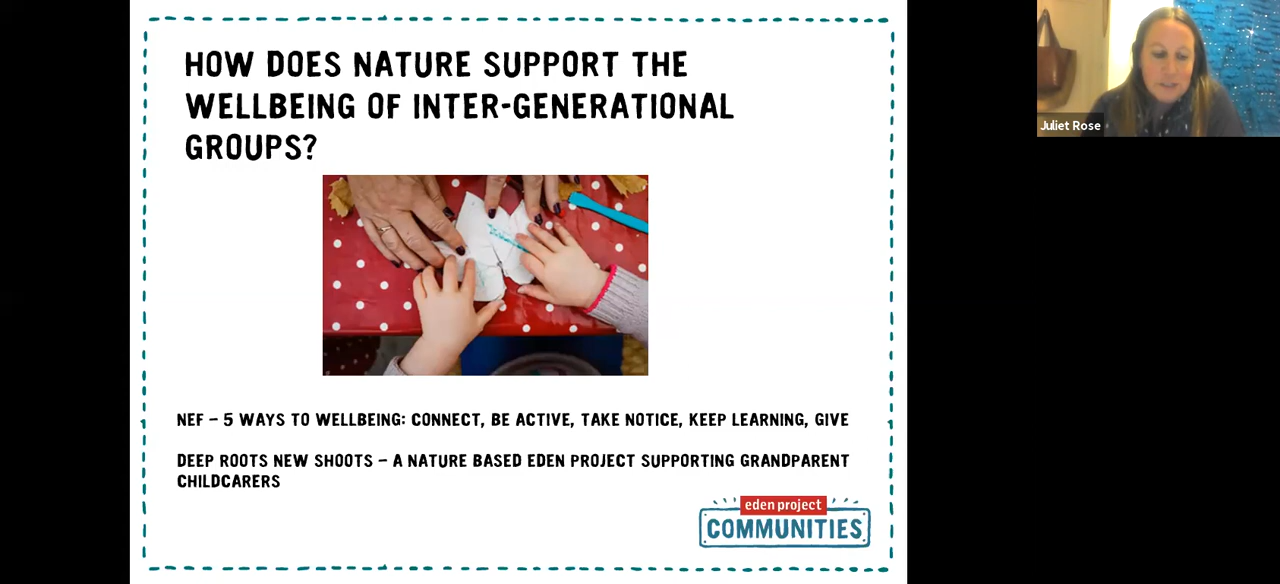 HOW DOES NATURE SUPPORT THE
WELLBEING OF INTER-GENERATIONAL
GROUPS?
NEF – 5 WAYS TO WELLBEING: CONNECT, BE ACTIVE, TAKE NOTICE, KEEP LEARNING, GIVE
DEEP ROOTS NEW SHOOTS – A NATURE BASED EDEN PROJECT SUPPORTING GRANDPARENT
CHILDCARERS
eden project
COMMUNITIES
Juliet Rose